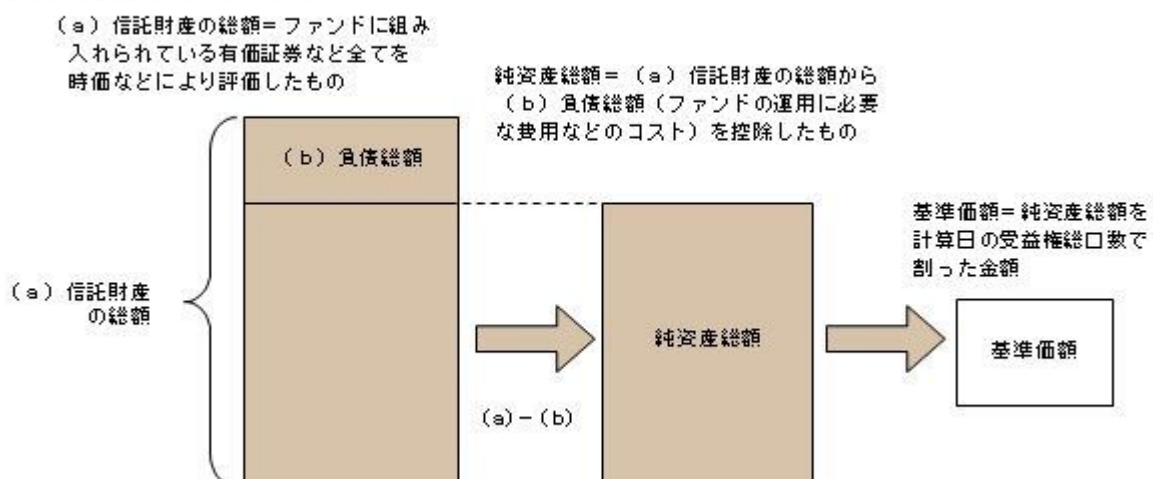 （a）信託財産の総額＝ファンドに組み
入れられている有価証券など全てを
時価などにより評価したもの
純資産総額＝（a）信託財産の総額から
（b）負債総額（ファンドの運用に必要
な費用などのコスト）を控除したもの
（b）負債総額
基準価額＝純資産総額を
計算日の受益権総口数で
割った金額
（a）信託財産
の総額
純資産総額
基準価額
（a）－（b）